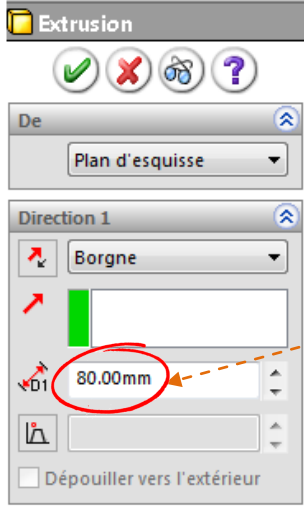 Extrusion
?
De
Plan d'esquisse
Direction 1
Borgne
D1
80.00mm
Dépouiller vers l'extérieur